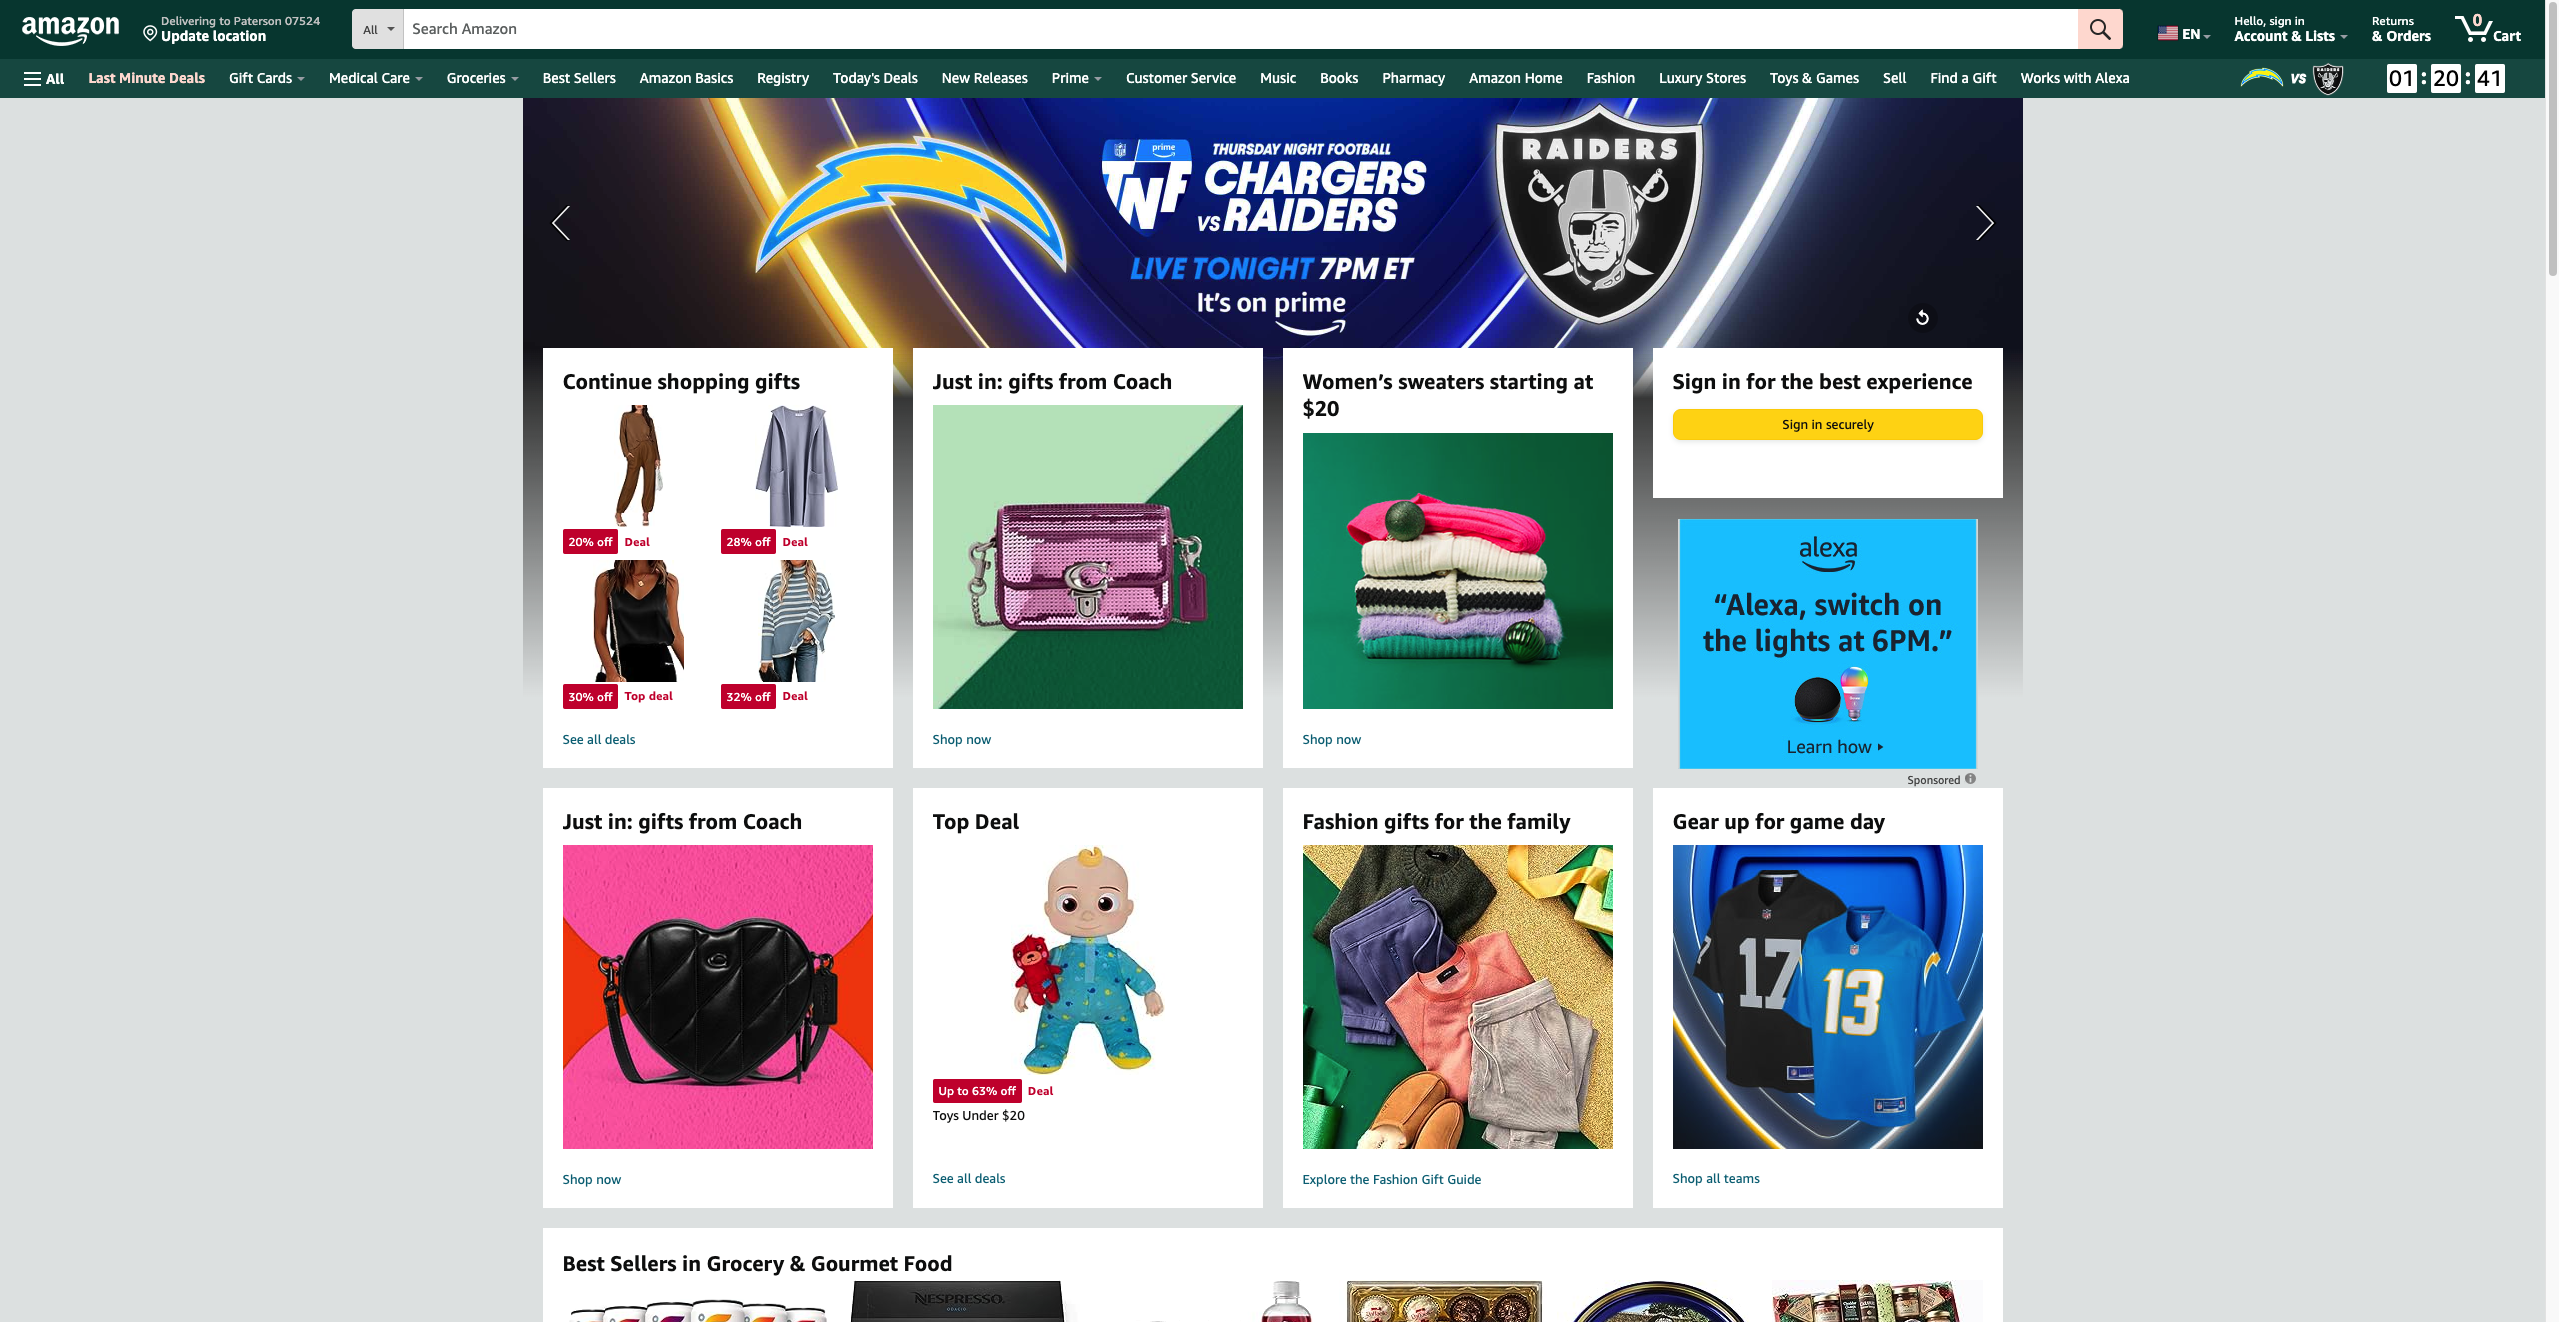 amazon
Delivering to Paterson 07524
Update location
All
Search Amazon
EN
Hello, sign in
Account & Lists
Returns
& Orders
0
Cart
All
Last Minute Deals
Gift Cards
Medical Care
Groceries
Best Sellers
Amazon Basics
Registry
Today's Deals
New Releases
Prime
Customer Service
Music
Books
Pharmacy
Amazon Home
Fashion
Luxury Stores
Toys & Games
Sell
Find a Gift
Works with Alexa
VS
01:20:41
prime
TNF
THURSDAY NIGHT FOOTBALL
CHARGERS
VS RAIDERS
LIVE TONIGHT 7PM ET
It's on prime
RAIDERS
Continue shopping gifts
20% off Deal
28% off Deal
30% off Top deal
32% off Deal
See all deals
Just in: gifts from Coach
Shop now
Women's sweaters starting at
$20
Shop now
Sign in for the best experience
Sign in securely
alexa
“Alexa, switch on
the lights at 6PM.”
Learn how
Sponsored
Just in: gifts from Coach
Shop now
Top Deal
Up to 63% off Deal
Toys Under $20
See all deals
Fashion gifts for the family
Explore the Fashion Gift Guide
Gear up for game day
17
13
Shop all teams
Best Sellers in Grocery & Gourmet Food
NESPRESSO